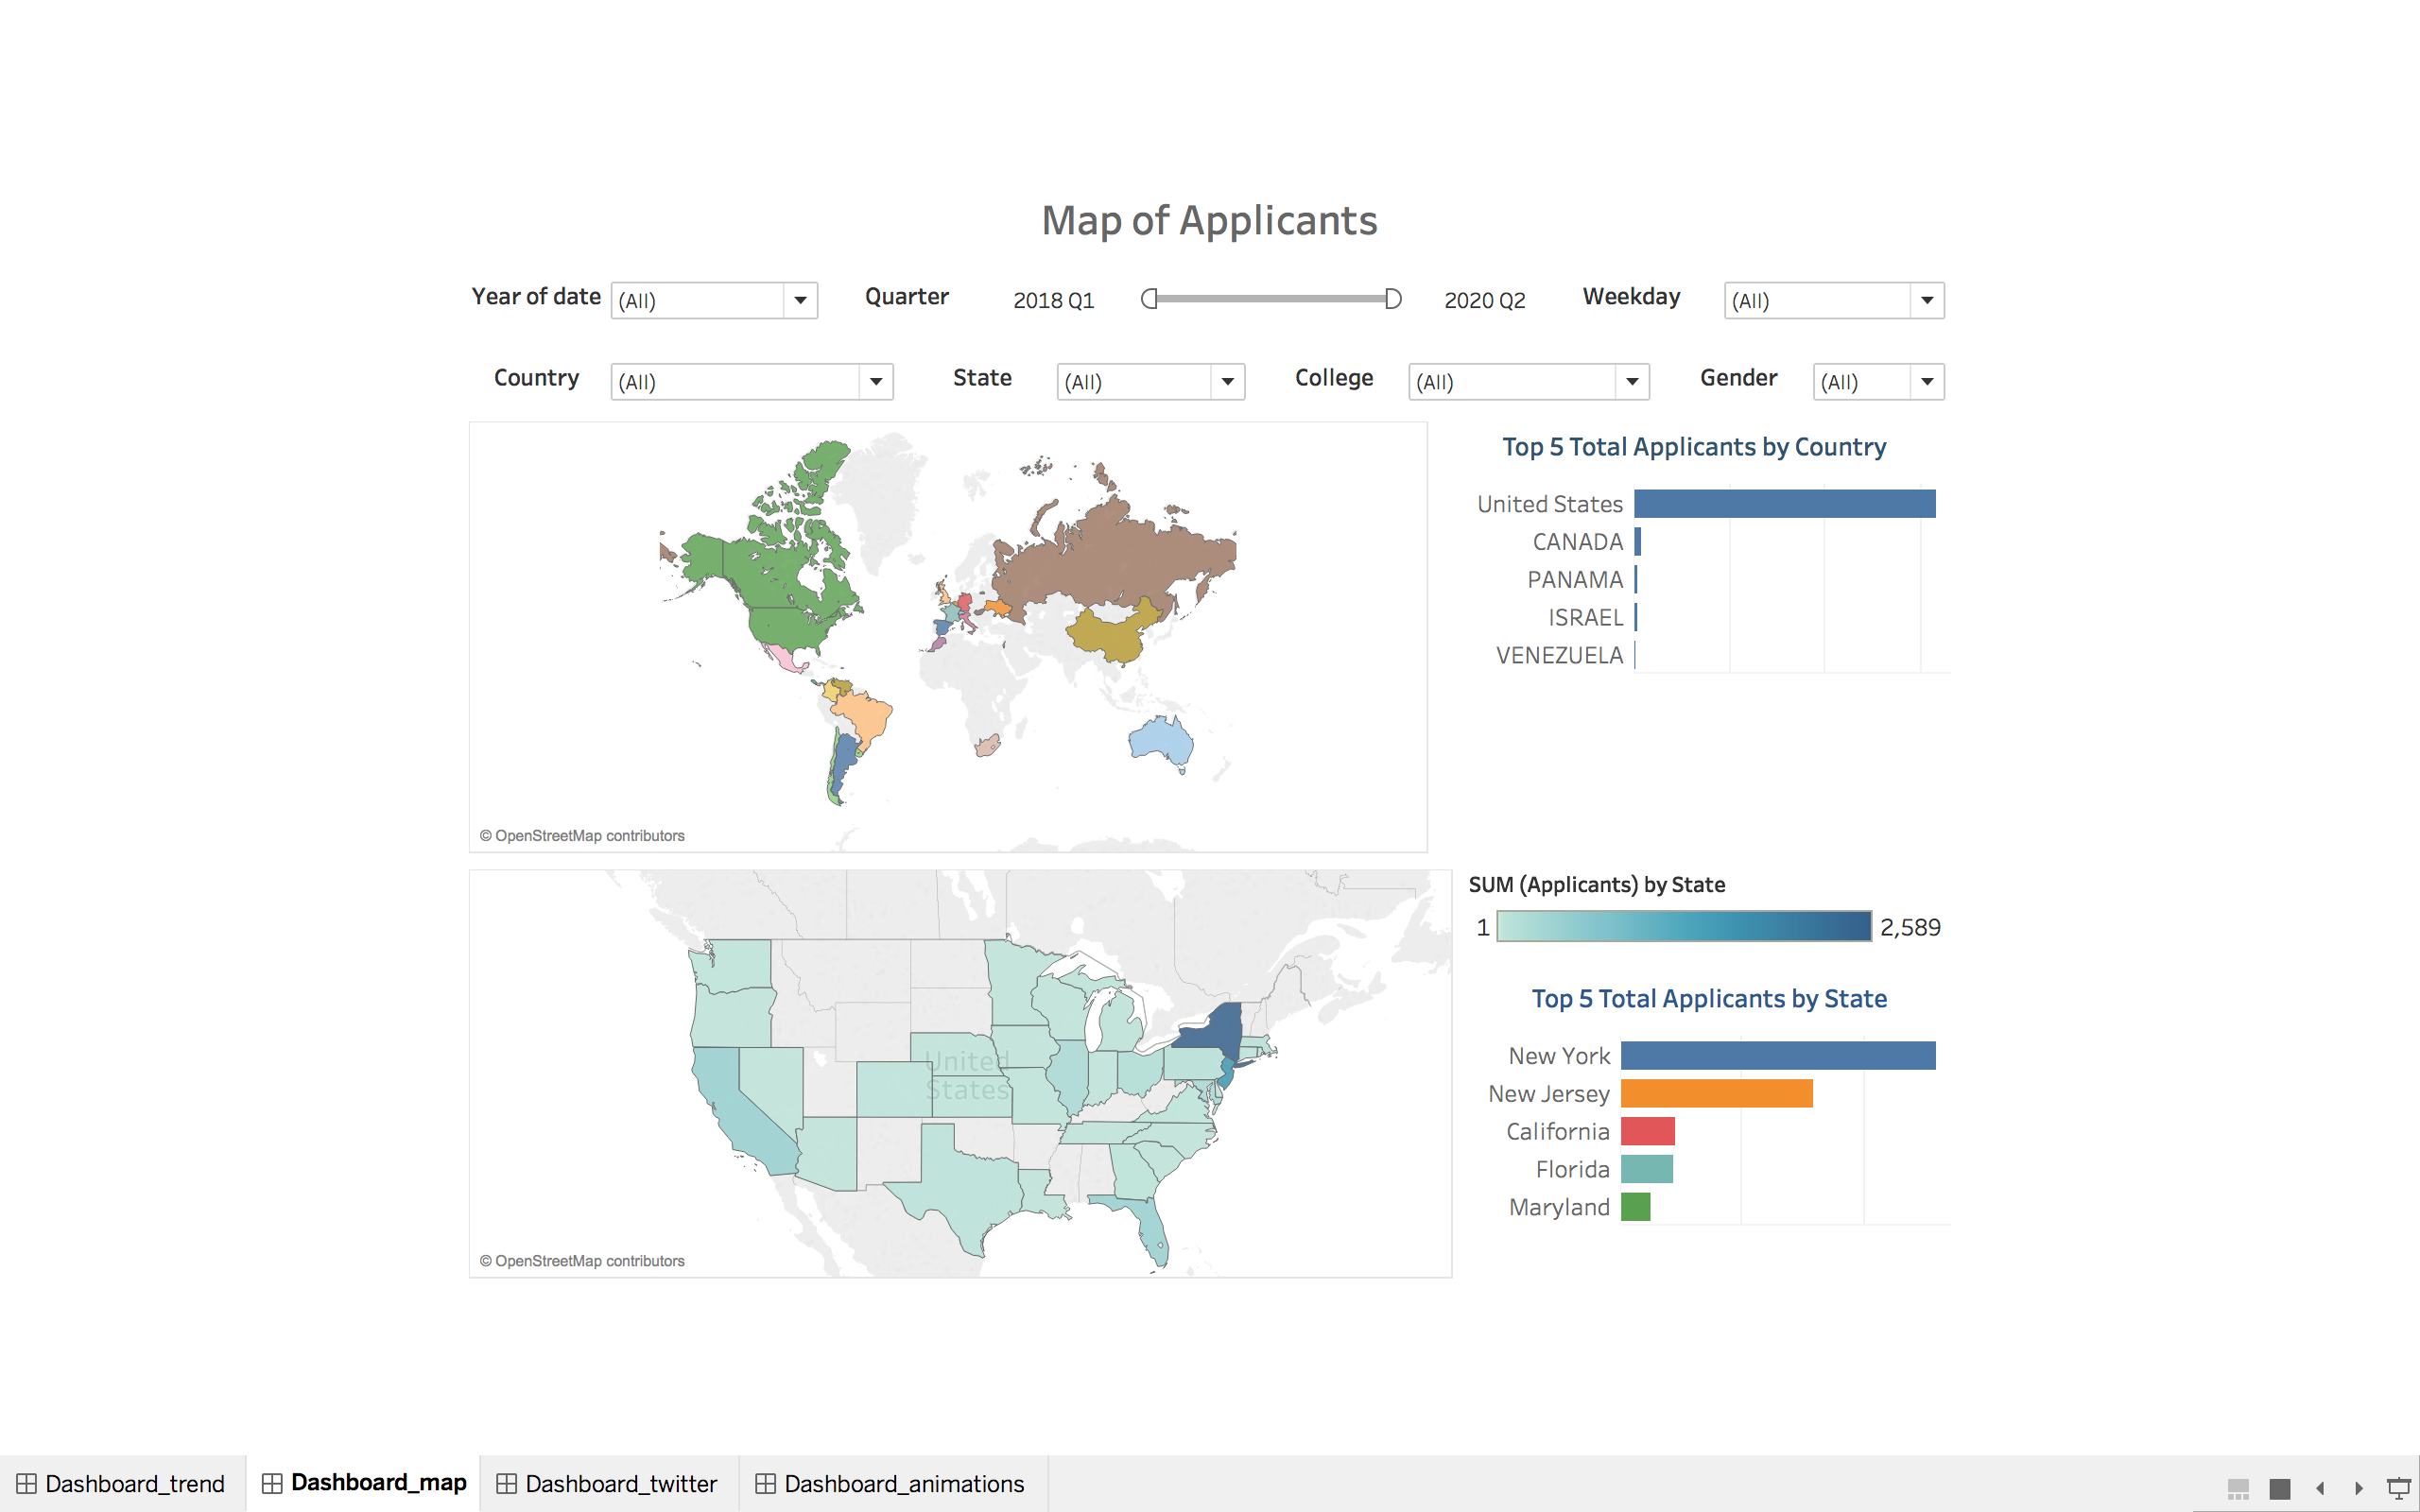 Map of Applicants
Year of date (All) Quarter 2018 Q1 2020 Q2 Weekday (All)
Country (All) State (All) College (All) Gender (All)
© OpenStreetMap contributors
Top 5 Total Applicants by Country
United States
CANADA
PANAMA
ISRAEL
VENEZUELA
United
States
© OpenStreetMap contributors
SUM (Applicants) by State
1 2,589
Top 5 Total Applicants by State
New York
New Jersey
California
Florida
Maryland
Dashboard_trend Dashboard_map Dashboard_twitter Dashboard_animations